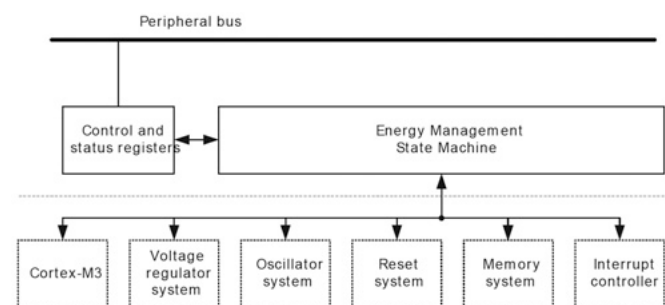 Peripheral bus
Control and
status registers
Energy Management
State Machine
Cortex-M3
Voltage
regulator
system
Oscillator
system
Reset
system
Memory
system
Interrupt
controller